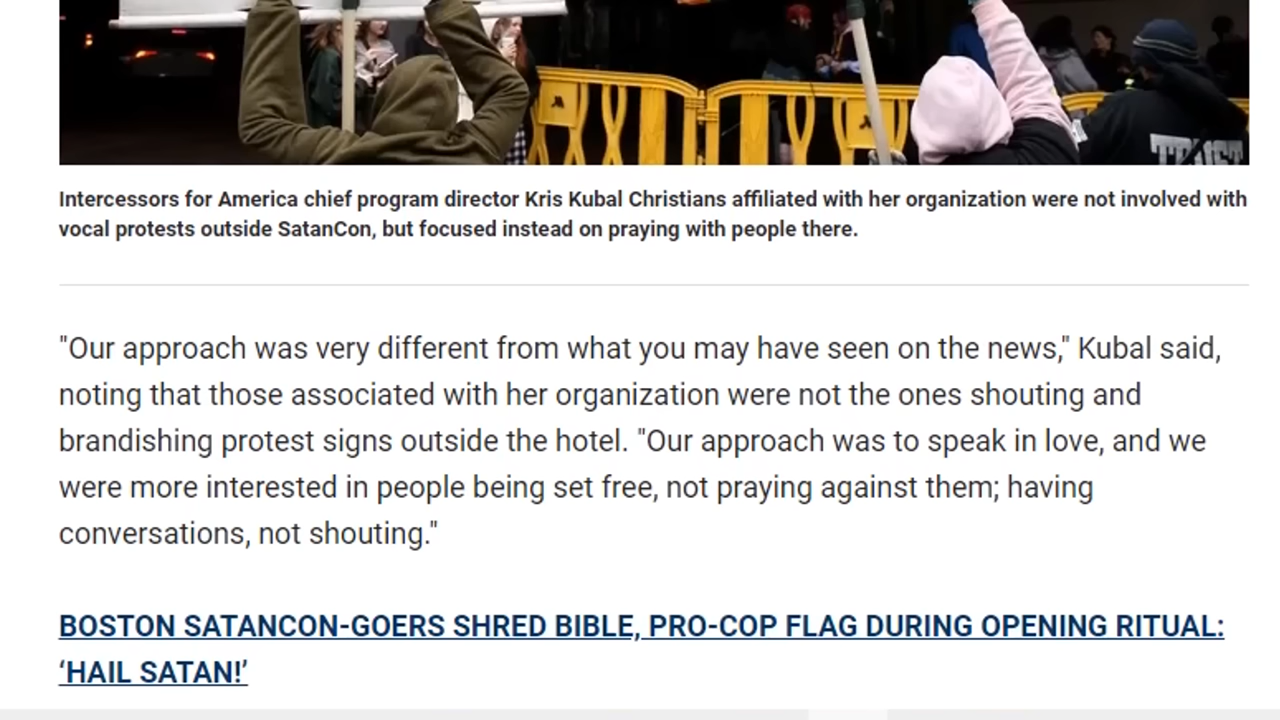 TRUST
Intercessors for America chief program director Kris Kubal Christians affiliated with her organization were not involved with
vocal protests outside SatanCon, but focused instead on praying with people there.
"Our approach was very different from what you may have seen on the news," Kubal said,
noting that those associated with her organization were not the ones shouting and
brandishing protest signs outside the hotel. "Our approach was to speak in love, and we
were more interested in people being set free, not praying against them; having
conversations, not shouting."
BOSTON SATANCON-GOERS SHRED BIBLE, PRO-COP FLAG DURING OPENING RITUAL:
‘HAIL SATAN!’